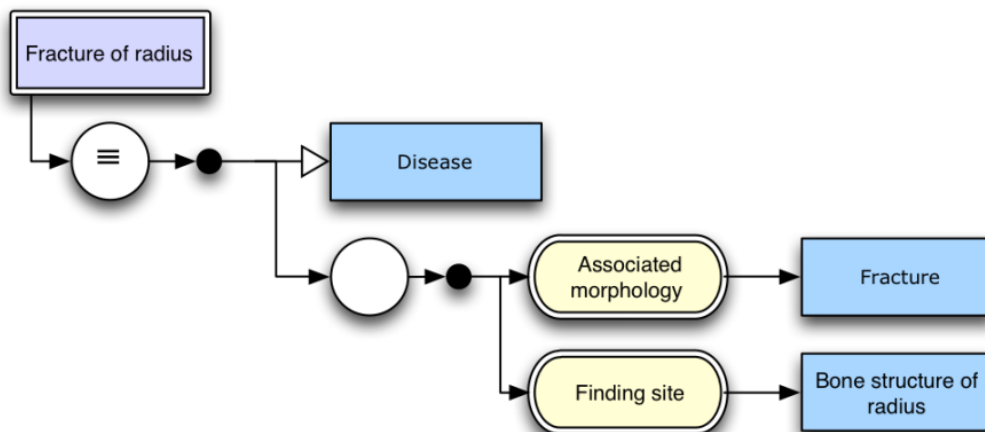 Fracture of radius
≡
Disease
Associated
morphology
Fracture
Finding site
Bone structure of
radius